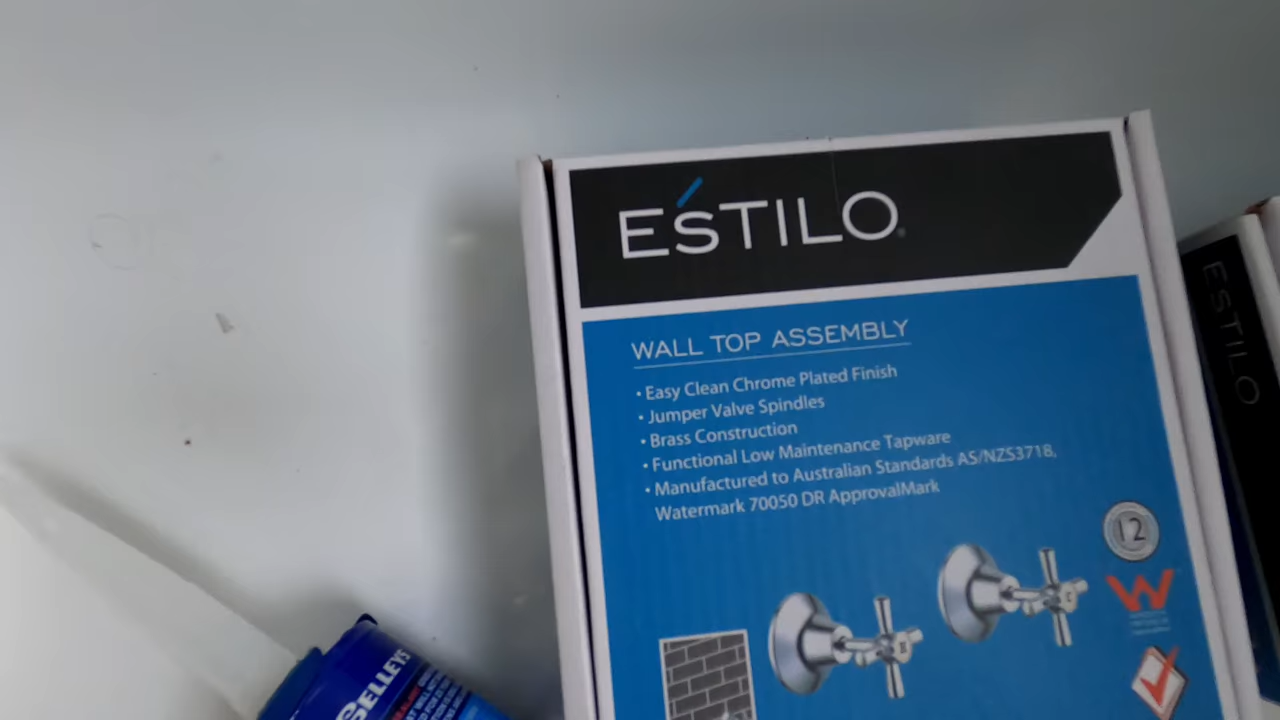 ESTILO
WALL TOP ASSEMBLY
• Easy Clean Chrome Plated Finish
• Jumper Valve Spindles
• Brass Construction
• Functional Low Maintenance Tapware
• Manufactured to Australian Standards AS/NZS3718,
Watermark 70050 DR ApprovalMark
12
ESTILO
SELLEYS